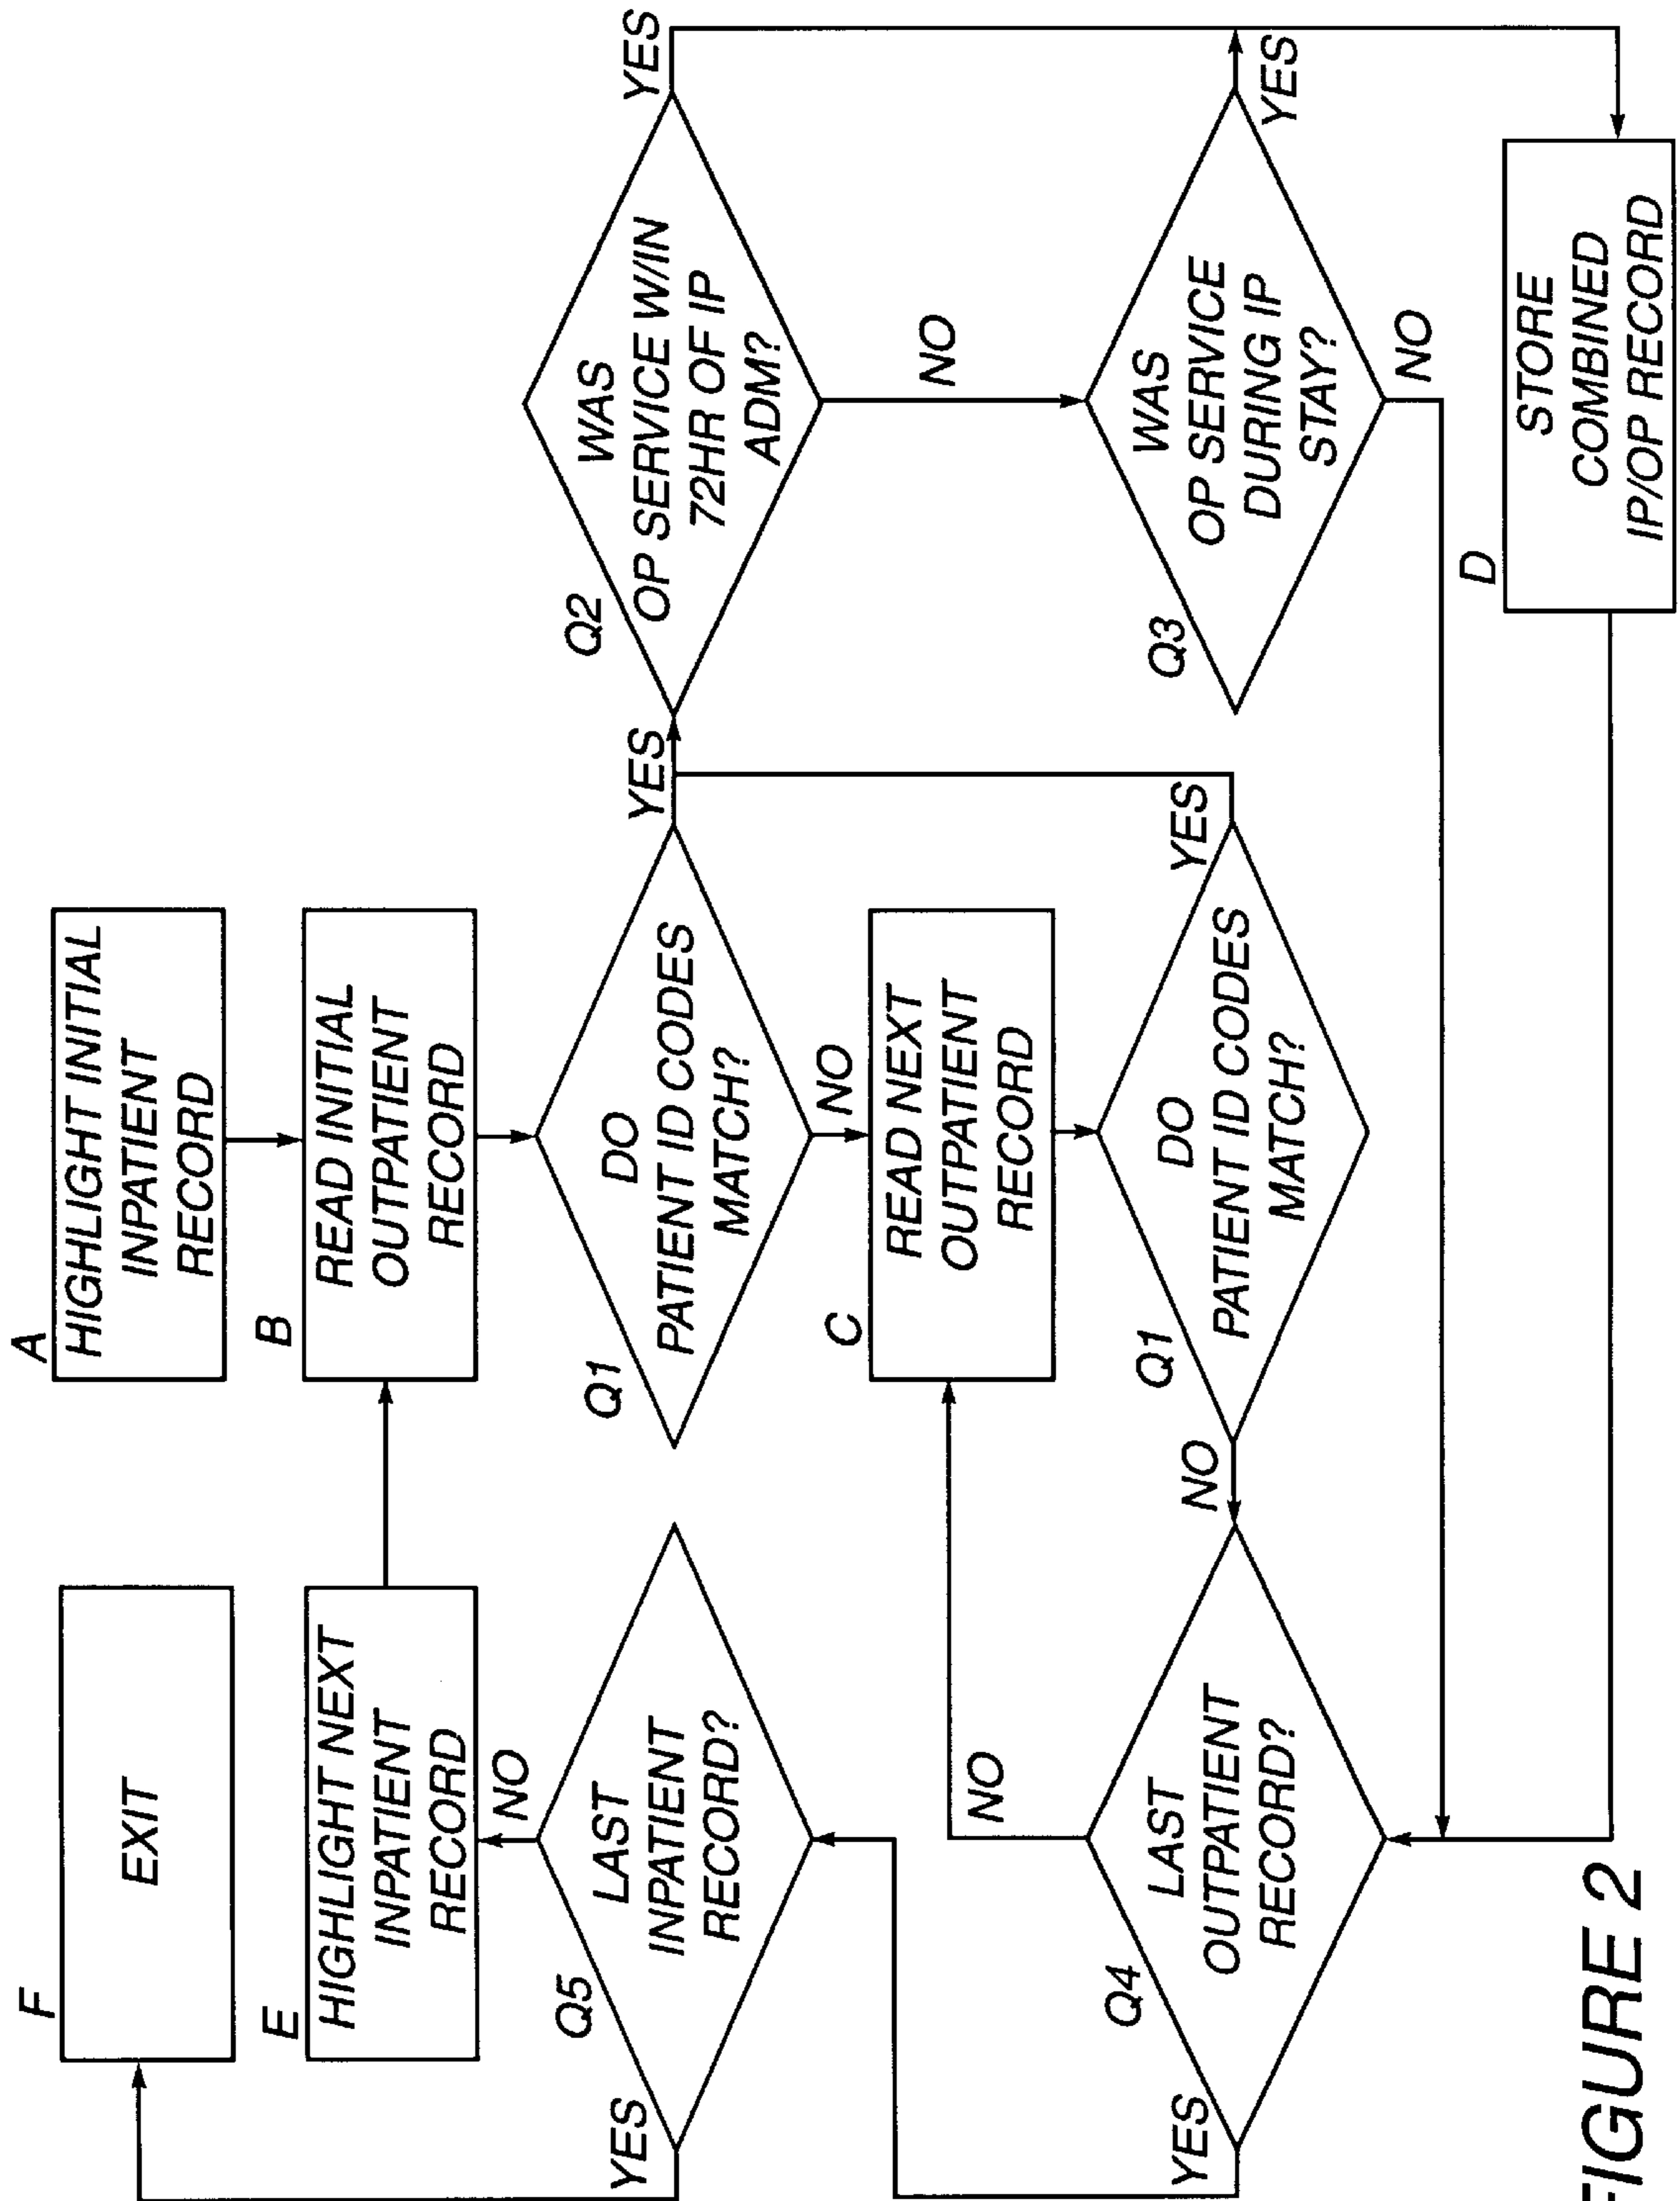 F
EXIT
A
HIGHLIGHT INITIAL
INPATIENT
RECORD
E
HIGHLIGHT NEXT
INPATIENT
RECORD
B
READ INITIAL
OUTPATIENT
RECORD
NO
YES
Q5
LAST
INPATIENT
RECORD?
Q1
DO
PATIENT ID CODES
MATCH?
YES
Q2
WAS
OP SERVICE W/IN
72HR OF IP
ADM?
YES
NO
NO
C
READ NEXT
OUTPATIENT
RECORD
NO
YES
Q4
LAST
OUTPATIENT
RECORD?
NO
Q1
DO
PATIENT ID CODES
MATCH?
YES
Q3
WAS
OP SERVICE
DURING IP
STAY?
YES
NO
D
STORE
COMBINED
IP/OP RECORD
FIGURE 2